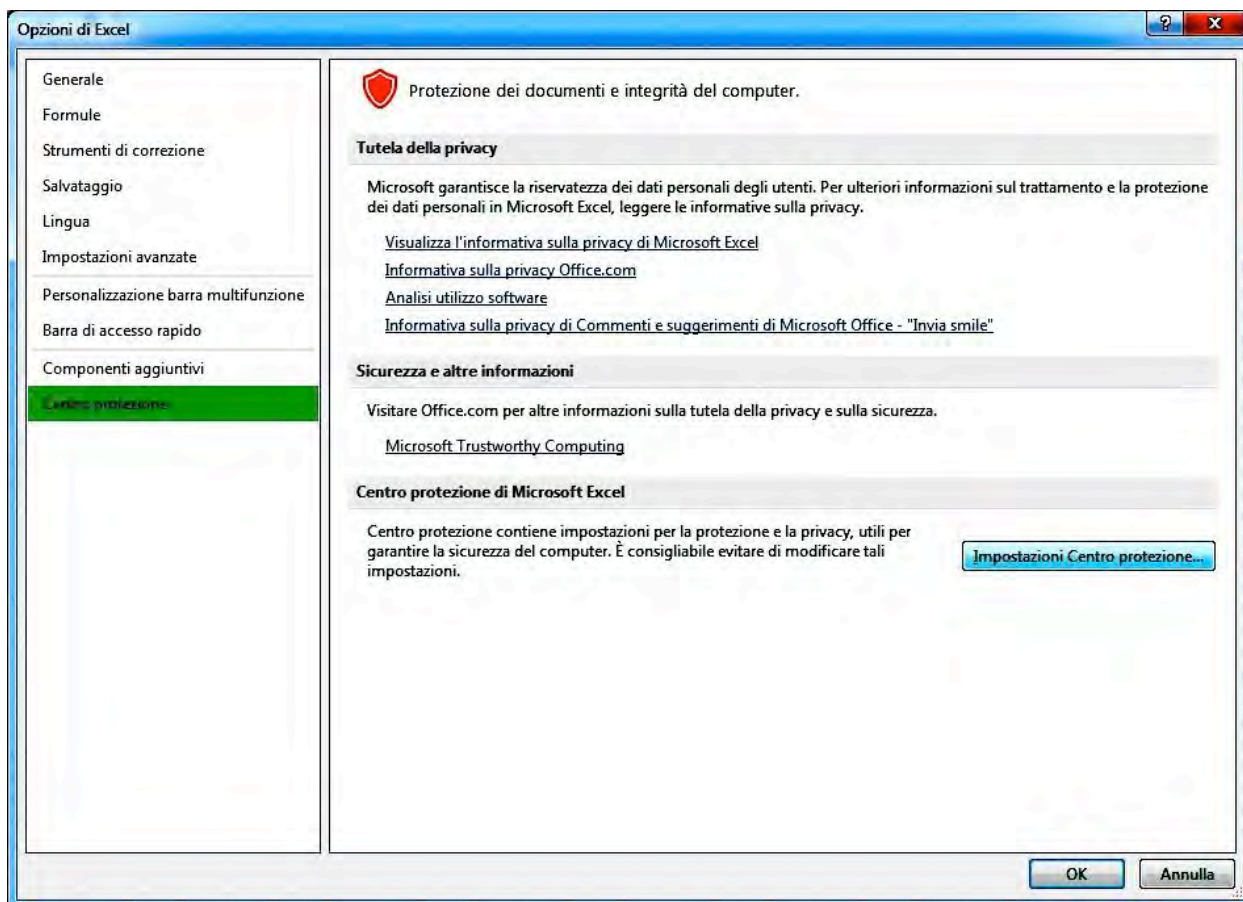 Opzioni di Excel
Generale
Formule
Strumenti di correzione
Salvataggio
Lingua
Impostazioni avanzate
Personalizzazione barra multifunzione
Barra di accesso rapido
Componenti aggiuntivi
Centro protezione
Protezione dei documenti e integrità del computer.
Tutela della privacy
Microsoft garantisce la riservatezza dei dati personali degli utenti. Per ulteriori informazioni sul trattamento e la protezione
dei dati personali in Microsoft Excel, leggere le informative sulla privacy.
Visualizza l'informativa sulla privacy di Microsoft Excel
Informativa sulla privacy Office.com
Analisi utilizzo software
Informativa sulla privacy di Commenti e suggerimenti di Microsoft Office - "Invia smile"
Sicurezza e altre informazioni
Visitare Office.com per altre informazioni sulla tutela della privacy e sulla sicurezza.
Microsoft Trustworthy Computing
Centro protezione di Microsoft Excel
Centro protezione contiene impostazioni per la protezione e la privacy, utili per
garantire la sicurezza del computer. È consigliabile evitare di modificare tali
impostazioni.
Impostazioni Centro protezione...
OK
Annulla